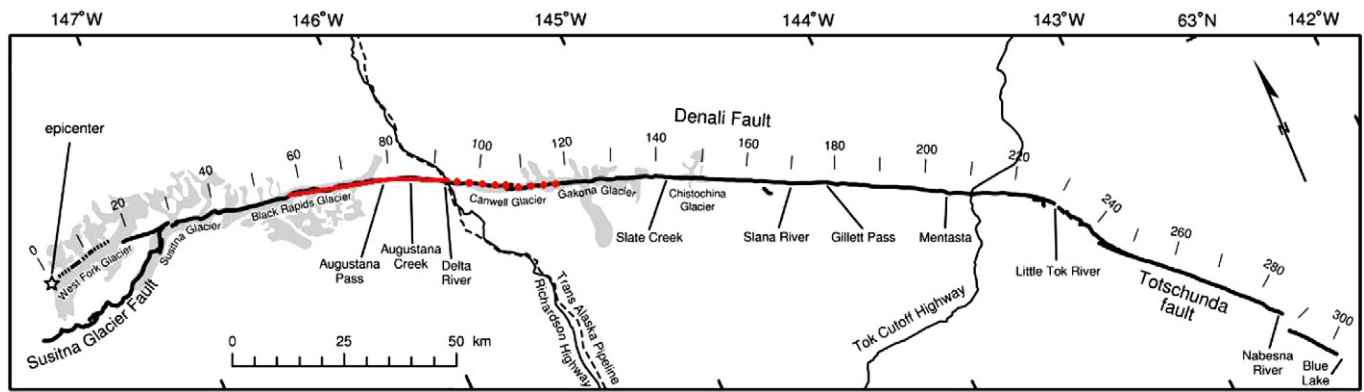 147°W
146°W
145°W
144°W
143°W
63°N
142°W
epicenter
Denali Fault
N
0
20
40
60
80
100
120
140
160
180
200
220
240
260
280
300
West Fork Glacier
Susitna Glacier
Black Rapids Glacier
Canwell Glacier
Gakona Glacier
Chistochina
Glacier
Susitna Glacier Fault
Augustana
Pass
Augustana
Creek
Delta
River
Slate Creek
Slana River
Gillett Pass
Mentasta
Little Tok River
Totschunda
fault
Nabesna
River
Blue
Lake
Trans Alaska Pipeline
Richardson Highway
Tok Cutoff Highway
0
25
50
km